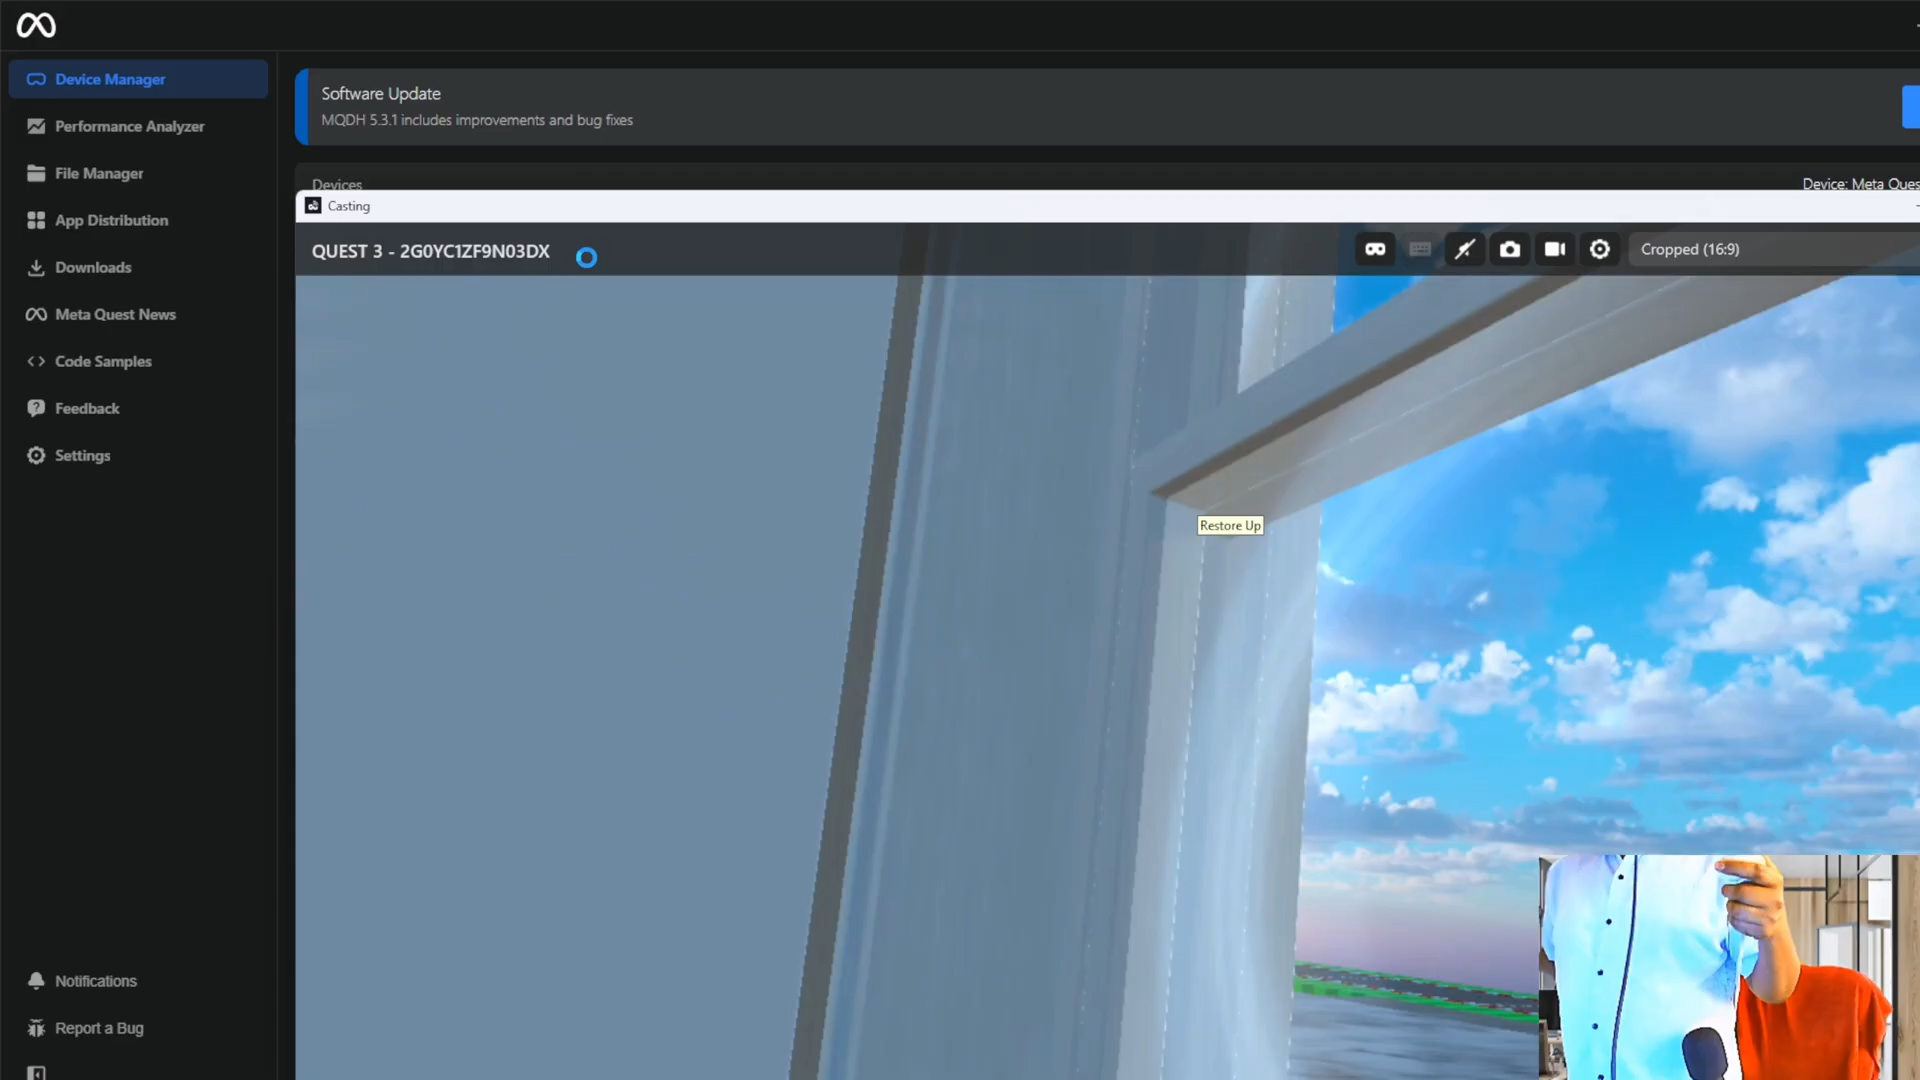 Device Manager
Performance Analyzer
File Manager
App Distribution
Downloads
Meta Quest News
Code Samples
Feedback
Settings
Notifications
Report a Bug
Software Update
MQDH 5.3.1 includes improvements and bug fixes
Devices
Device: Meta Ques
Casting
QUEST 3 - 2G0YC1ZF9N03DX
Cropped (16:9)
Restore Up